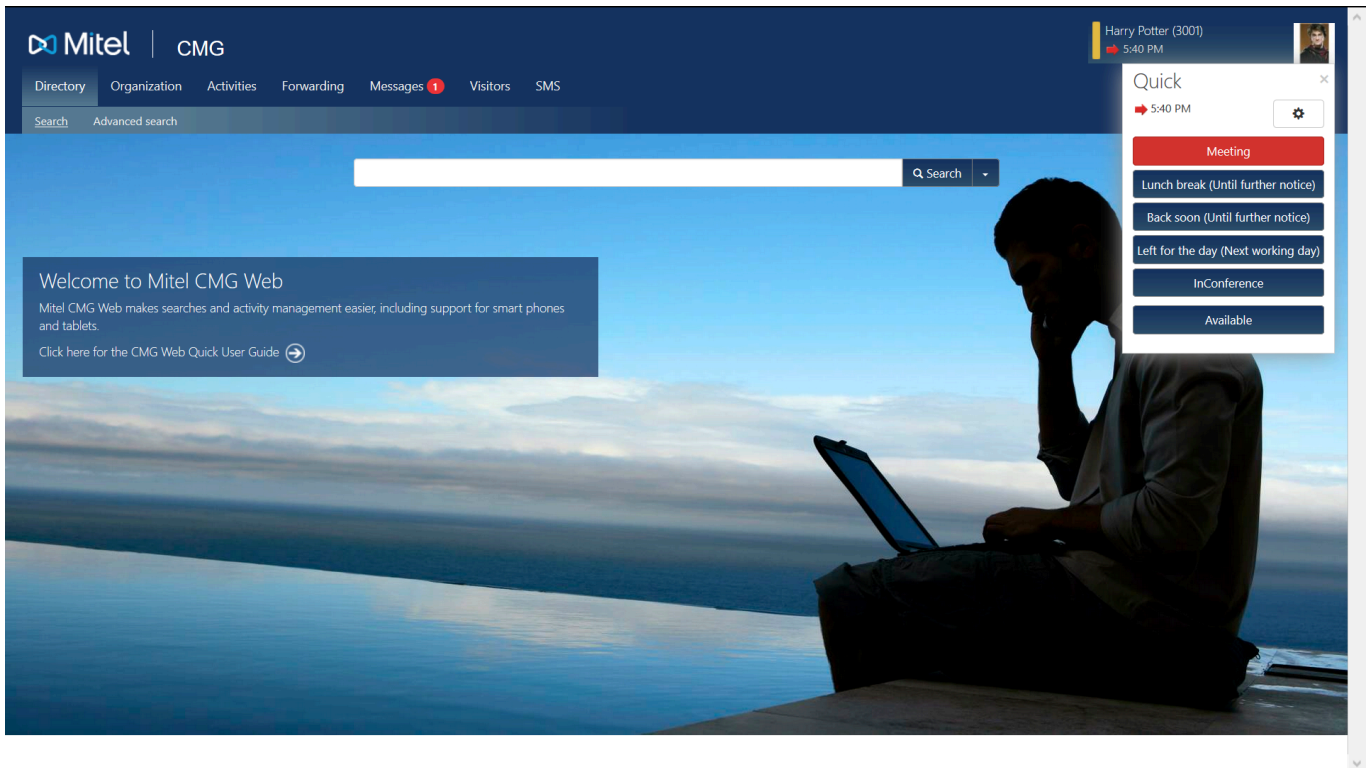 Mitel CMG
Harry Potter (3001)
5:40 PM
Directory Organization Activities Forwarding Messages 1 Visitors SMS
Search Advanced search
Quick ×
5:40 PM
Meeting
Lunch break (Until further notice)
Back soon (Until further notice)
Left for the day (Next working day)
InConference
Available
Search
Welcome to Mitel CMG Web
Mitel CMG Web makes searches and activity management easier, including support for smart phones
and tablets.
Click here for the CMG Web Quick User Guide